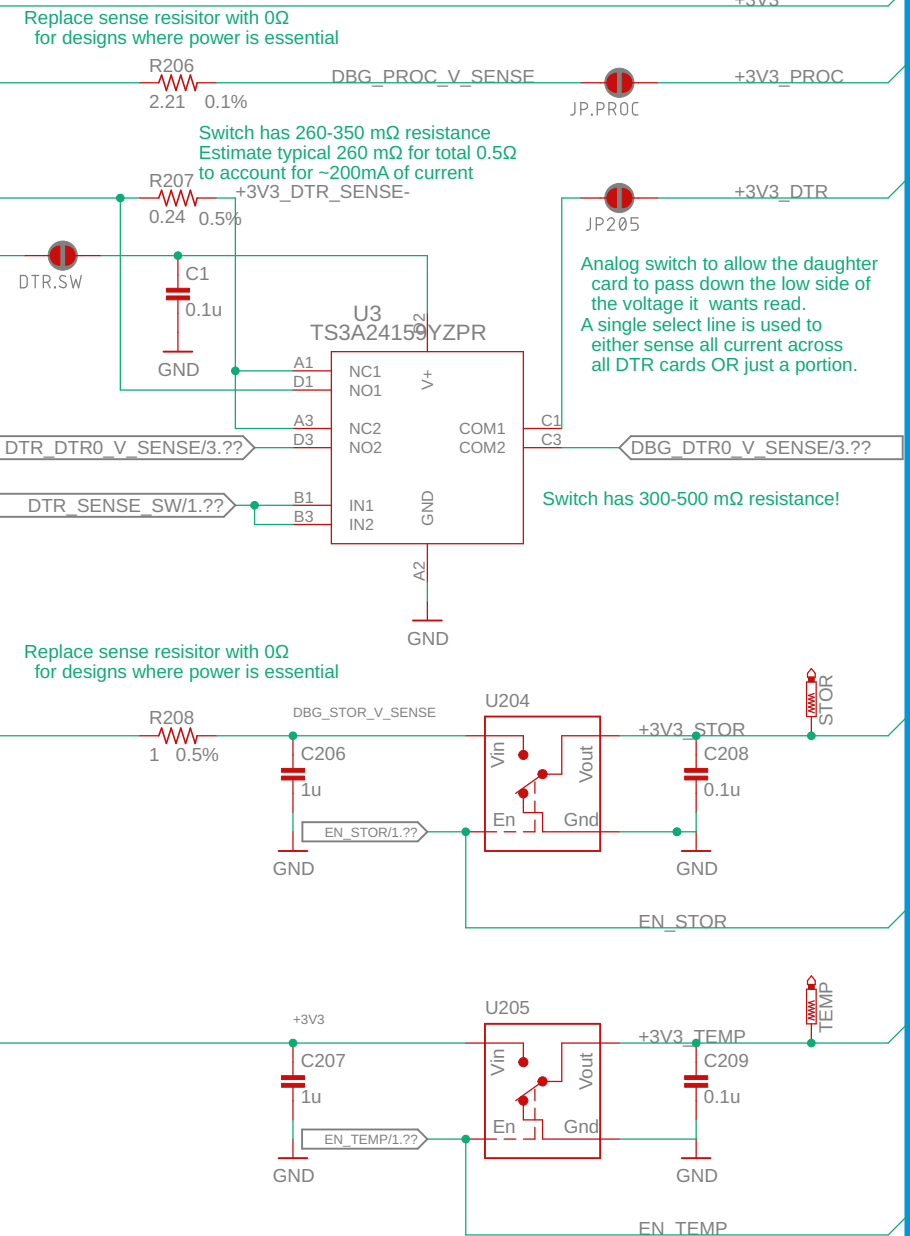 +3V3
Replace sense resisitor with 0Ω
for designs where power is essential
R206
DBG_PROC_V_SENSE
+3V3_PROC
2.21 0.1%
JP.PROC
Switch has 260-350 mΩ resistance
Estimate typical 260 mΩ for total 0.5Ω
to account for ~200mA of current
R207
+3V3_DTR_SENSE-
+3V3_DTR
0.24 0.5%
JP205
DTR.SW
C1
0.1u
GND
Analog switch to allow the daughter
card to pass down the low side of
the voltage it wants read.
A single select line is used to
either sense all current across
all DTR cards OR just a portion.
U3
TS3A24159YZPR
D2
V+
A1 NC1
D1 NO1
A3 NC2
D3 NO2
COM1 C1
COM2 C3
DTR_DTR0_V_SENSE/3.??
DBG_DTR0_V_SENSE/3.??
DTR_SENSE_SW/1.??
B1 IN1
B3 IN2
GND
A2
GND
Switch has 300-500 mΩ resistance!
Replace sense resisitor with 0Ω
for designs where power is essential
R208
1 0.5%
DBG_STOR_V_SENSE
C206
1u
GND
EN_STOR/1.??
U204
Vin
Vout
En
Gnd
+3V3_STOR
STOR
C208
0.1u
GND
EN_STOR
+3V3
C207
1u
GND
EN_TEMP/1.??
U205
Vin
Vout
En
Gnd
+3V3_TEMP
TEMP
C209
0.1u
GND
EN_TEMP